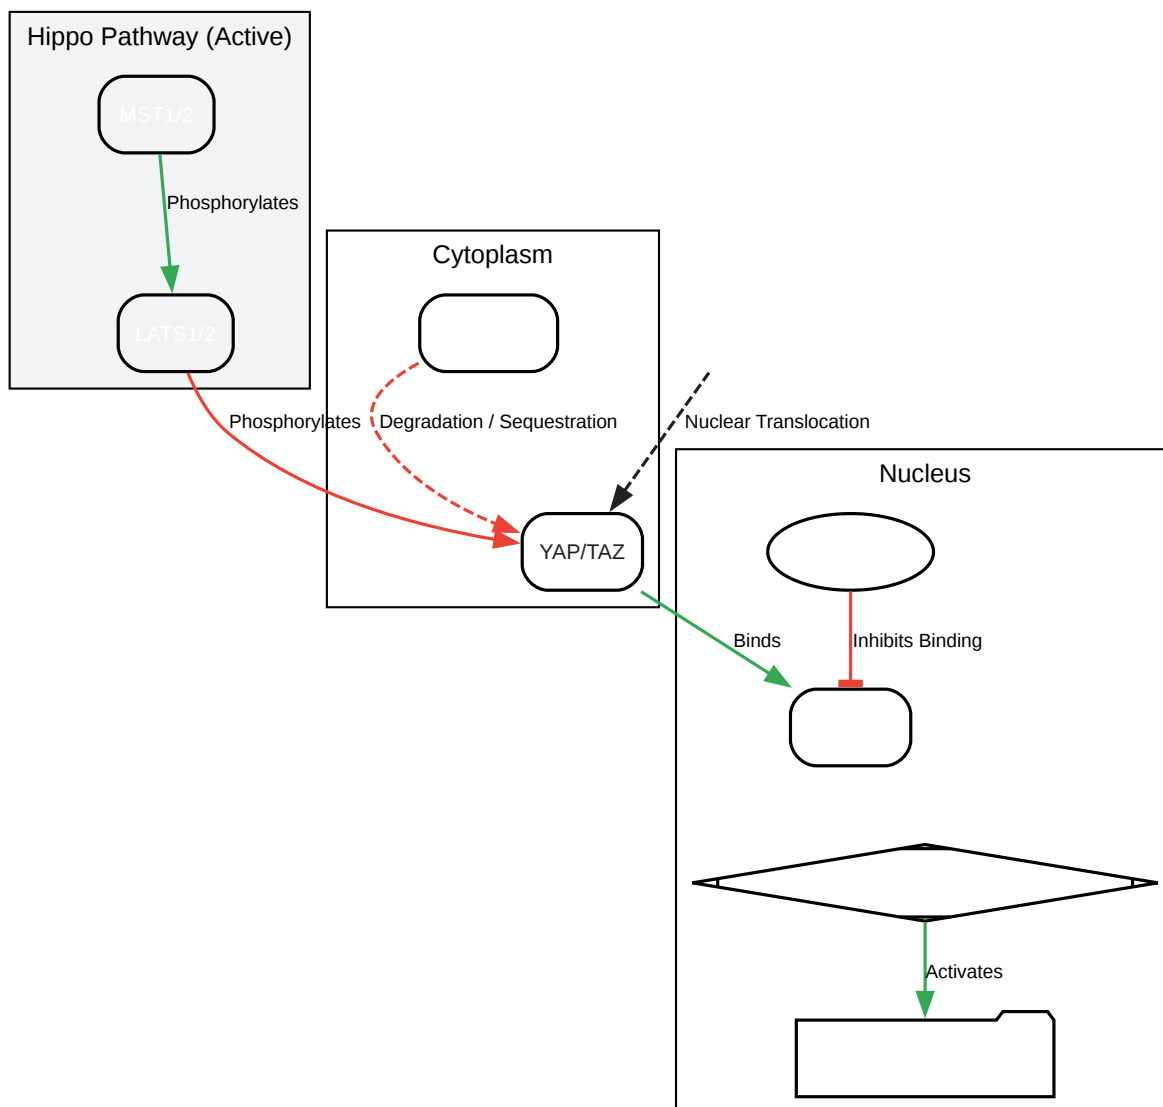 Hippo Pathway (Active)
MST1/2
Phosphorylates
Cytoplasm
LATS1/2
Phosphorylates
Degradation / Sequestration
Nuclear Translocation
Nucleus
YAP/TAZ
Binds
Inhibits Binding
Activates